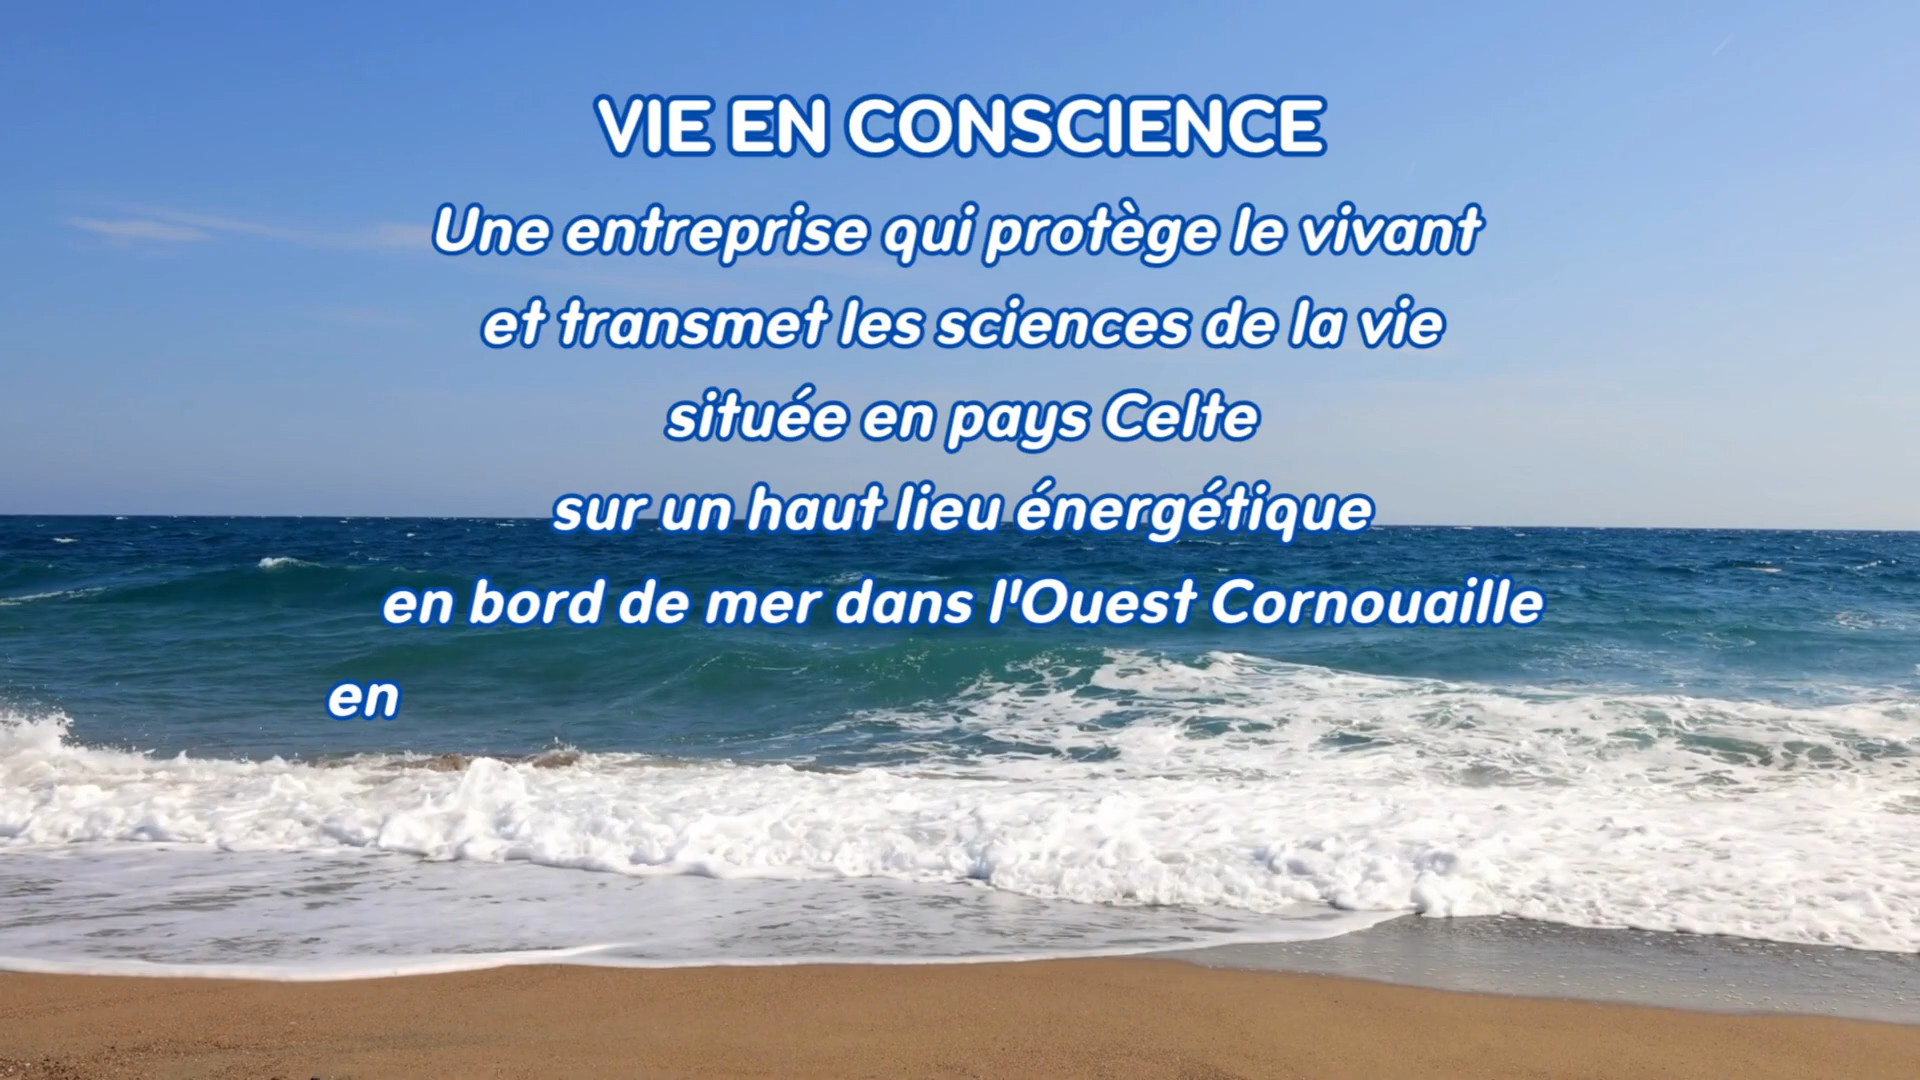 VIE EN CONSCIENCE
Une entreprise qui protège le vivant
et transmet les sciences de la vie
située en pays Celte
sur un haut lieu énergétique
en bord de mer dans l'Ouest Cornouaille
en